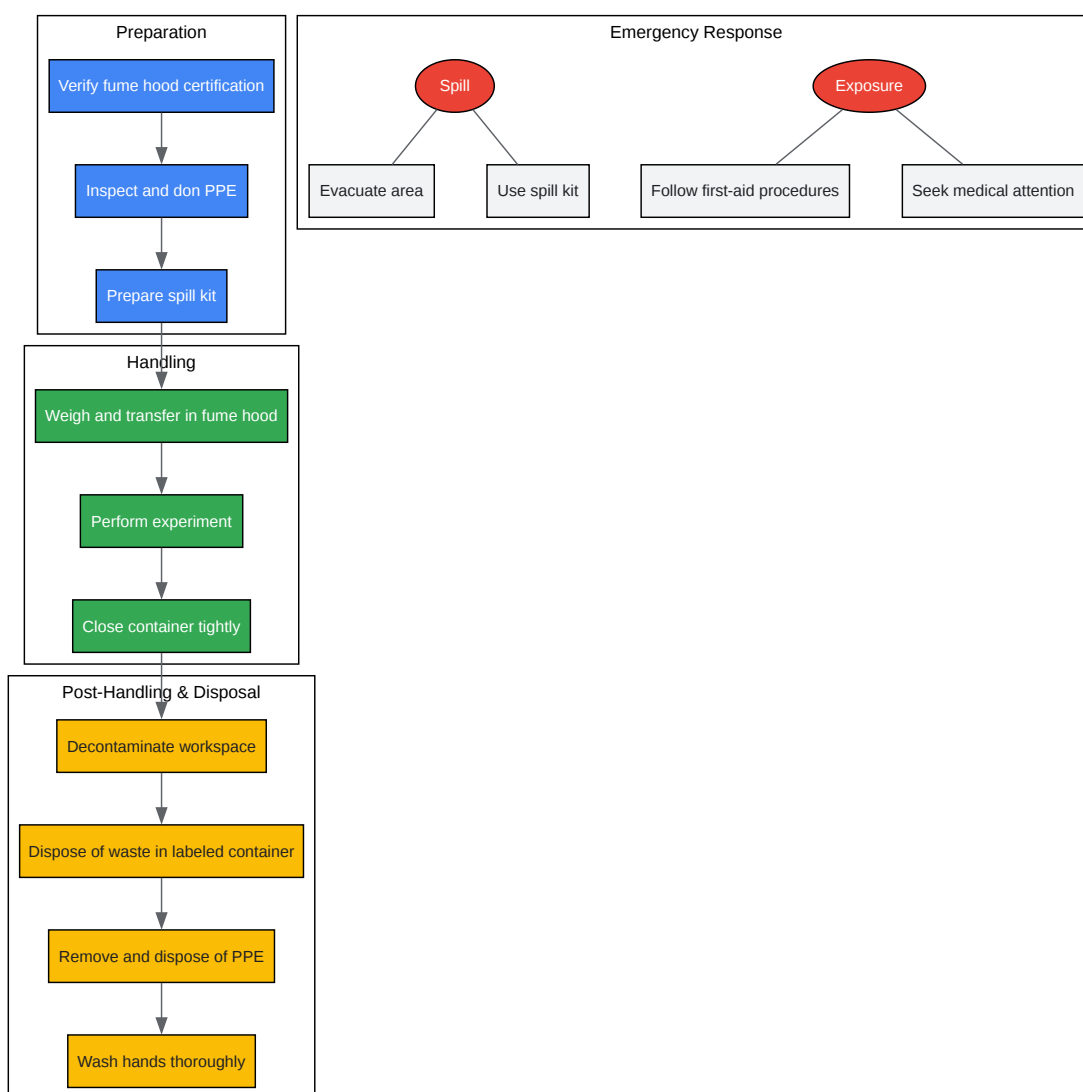 Preparation
Verify fume hood certification
Inspect and don PPE
Prepare spill kit
Handling
Weigh and transfer in fume hood
Perform experiment
Close container tightly
Post-Handling & Disposal
Decontaminate workspace
Dispose of waste in labeled container
Remove and dispose of PPE
Wash hands thoroughly
Emergency Response
Spill
Exposure
Evacuate area
Use spill kit
Follow first-aid procedures
Seek medical attention